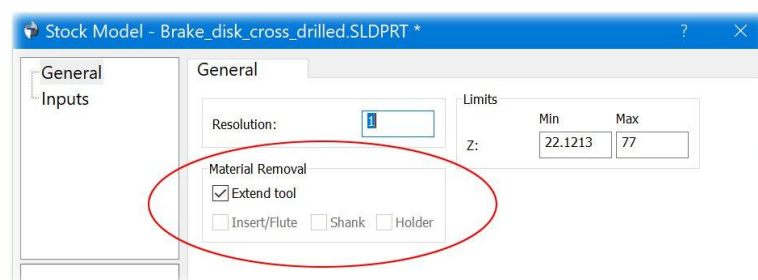 Stock Model - Brake_disk_cross_drilled.SLDPRT *
?
General
Inputs
General
Resolution:
1
Limits
Min
Max
Z:
22.1213
77
Material Removal
Extend tool
Insert/Flute
Shank
Holder